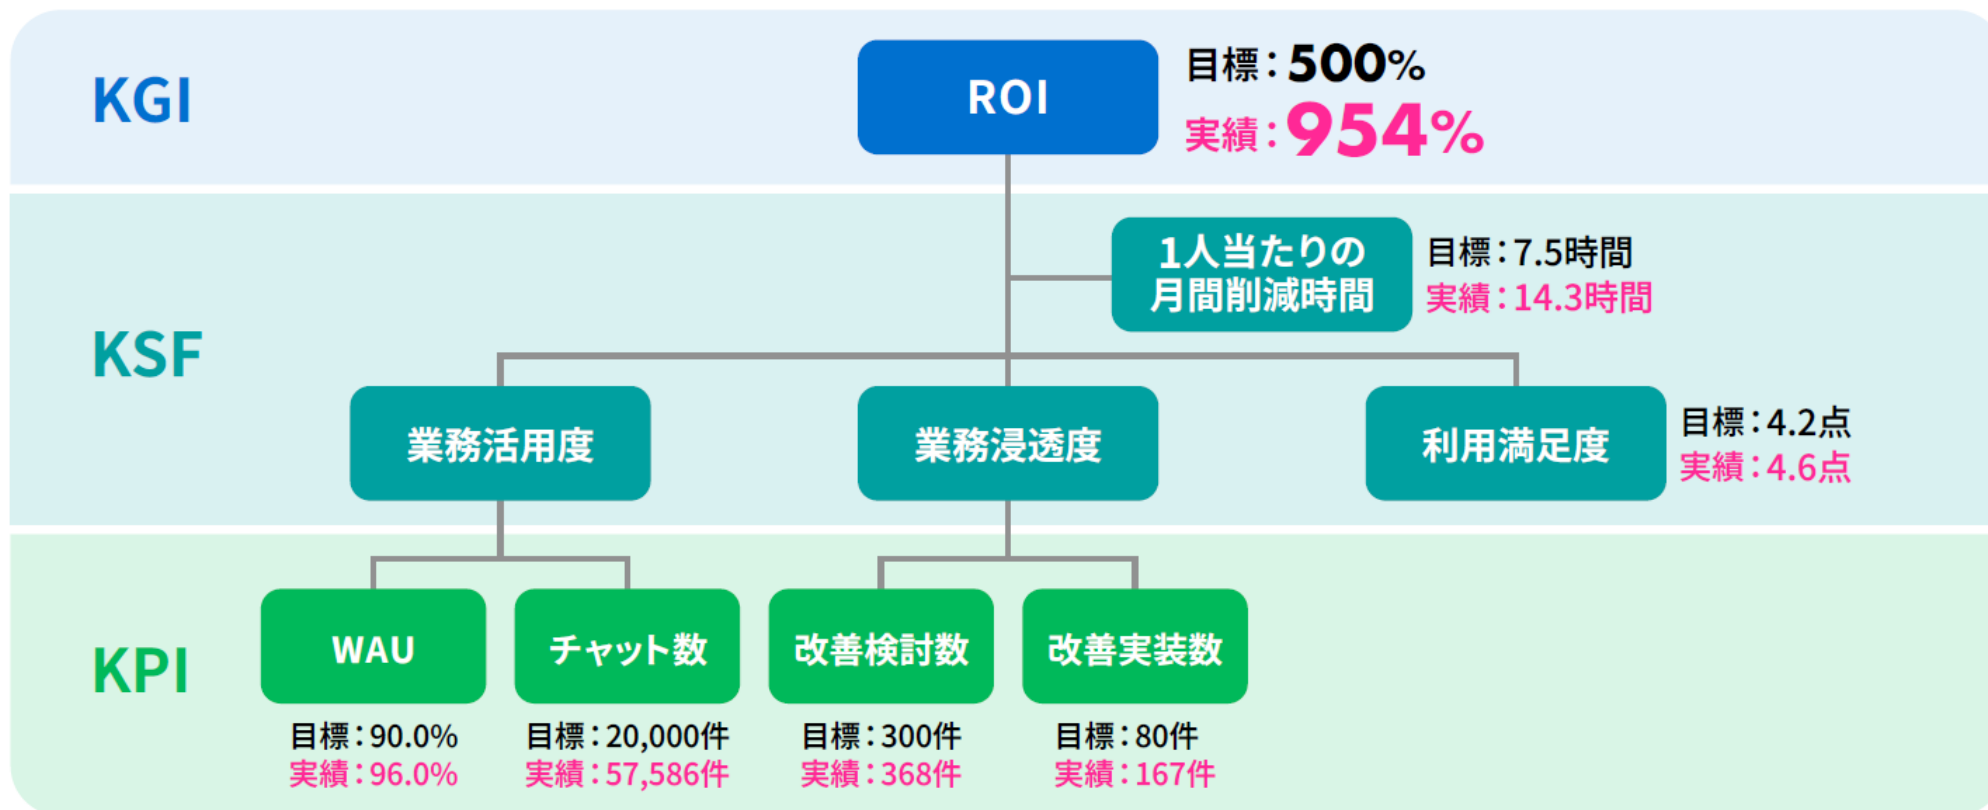 KGI
ROI
目標：500%
実績：954%
KSF
1人当たりの
月間削減時間
目標：7.5時間
実績：14.3時間
業務活用度
業務浸透度
利用満足度
目標：4.2点
実績：4.6点
KPI
WAU
チャット数
改善検討数
改善実装数
目標：90.0%
実績：96.0%
目標：20,000件
実績：57,586件
目標：300件
実績：368件
目標：80件
実績：167件